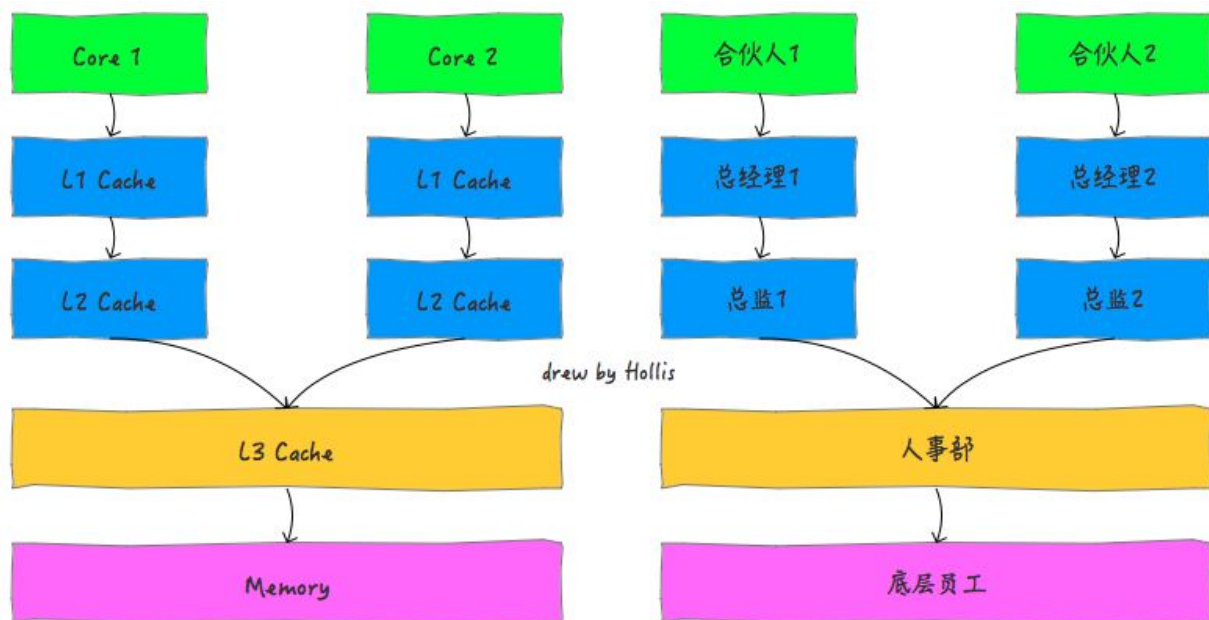 Core 1
Core 2
合伙人1
合伙人2
L1 Cache
L1 Cache
总经理1
总经理2
L2 Cache
L2 Cache
总监1
总监2
drew by Hollis
L3 Cache
人事部
Memory
底层员工